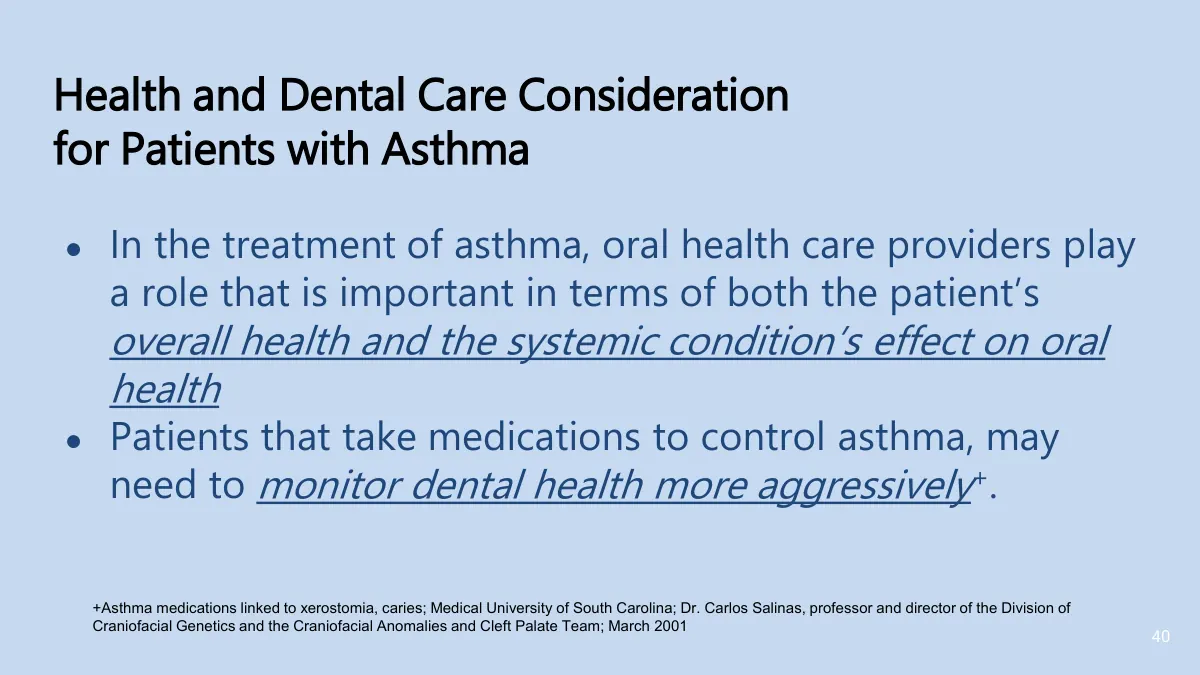 Health and Dental Care Consideration
for Patients with Asthma
● In the treatment of asthma, oral health care providers play
a role that is important in terms of both the patient’s
overall health and the systemic condition’s effect on oral
health
● Patients that take medications to control asthma, may
need to monitor dental health more aggressively+.
+Asthma medications linked to xerostomia, caries; Medical University of South Carolina; Dr. Carlos Salinas, professor and director of the Division of
Craniofacial Genetics and the Craniofacial Anomalies and Cleft Palate Team; March 2001
40